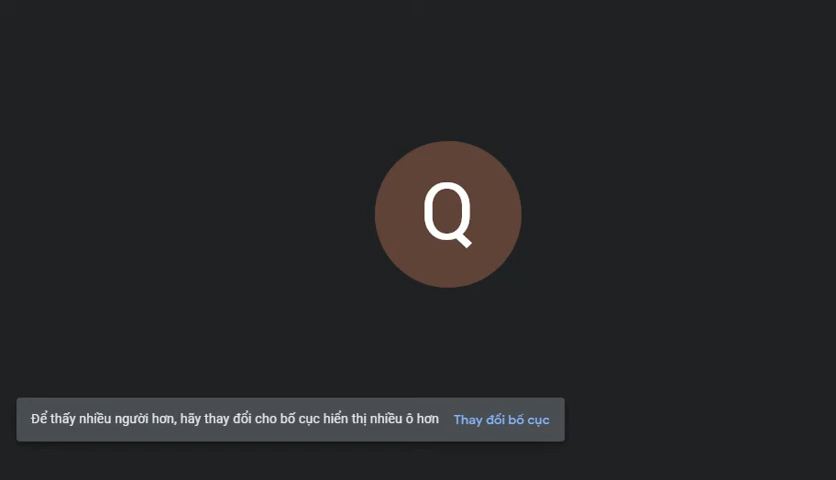 Q
Để thấy nhiều người hơn, hãy thay đổi cho bố cục hiển thị nhiều ô hơn Thay đổi bố cục